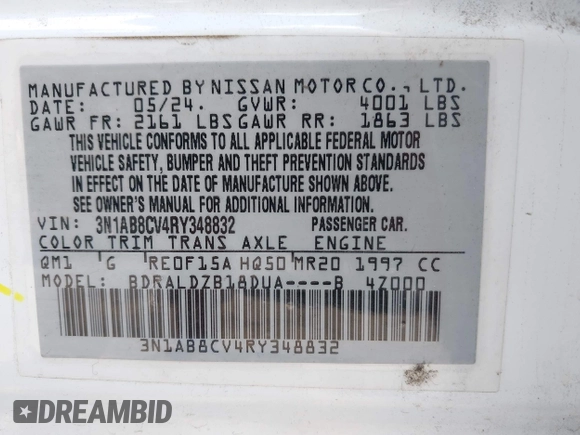 MANUFACTURED BY NISSAN MOTOR CO., LTD.
DATE: 05/24. GVWR: 4001 LBS
GAWR FR: 2161 LBS GAWR RR: 1863 LBS
THIS VEHICLE CONFORMS TO ALL APPLICABLE FEDERAL MOTOR
VEHICLE SAFETY, BUMPER AND THEFT PREVENTION STANDARDS
IN EFFECT ON THE DATE OF MANUFACTURE SHOWN ABOVE.
SEE OWNER'S MANUAL FOR ADDITIONAL INFORMATION.
VIN: 3N1AB8CV4RY348832 PASSENGER CAR.
COLOR TRIM TRANS AXLE ENGINE
QM1 G RE0F15A HQ50 MR20 1997 CC
MODEL: BDRALDZB18DUA----B 4Z000
3N1AB8CV4RY348832
DREAMBID